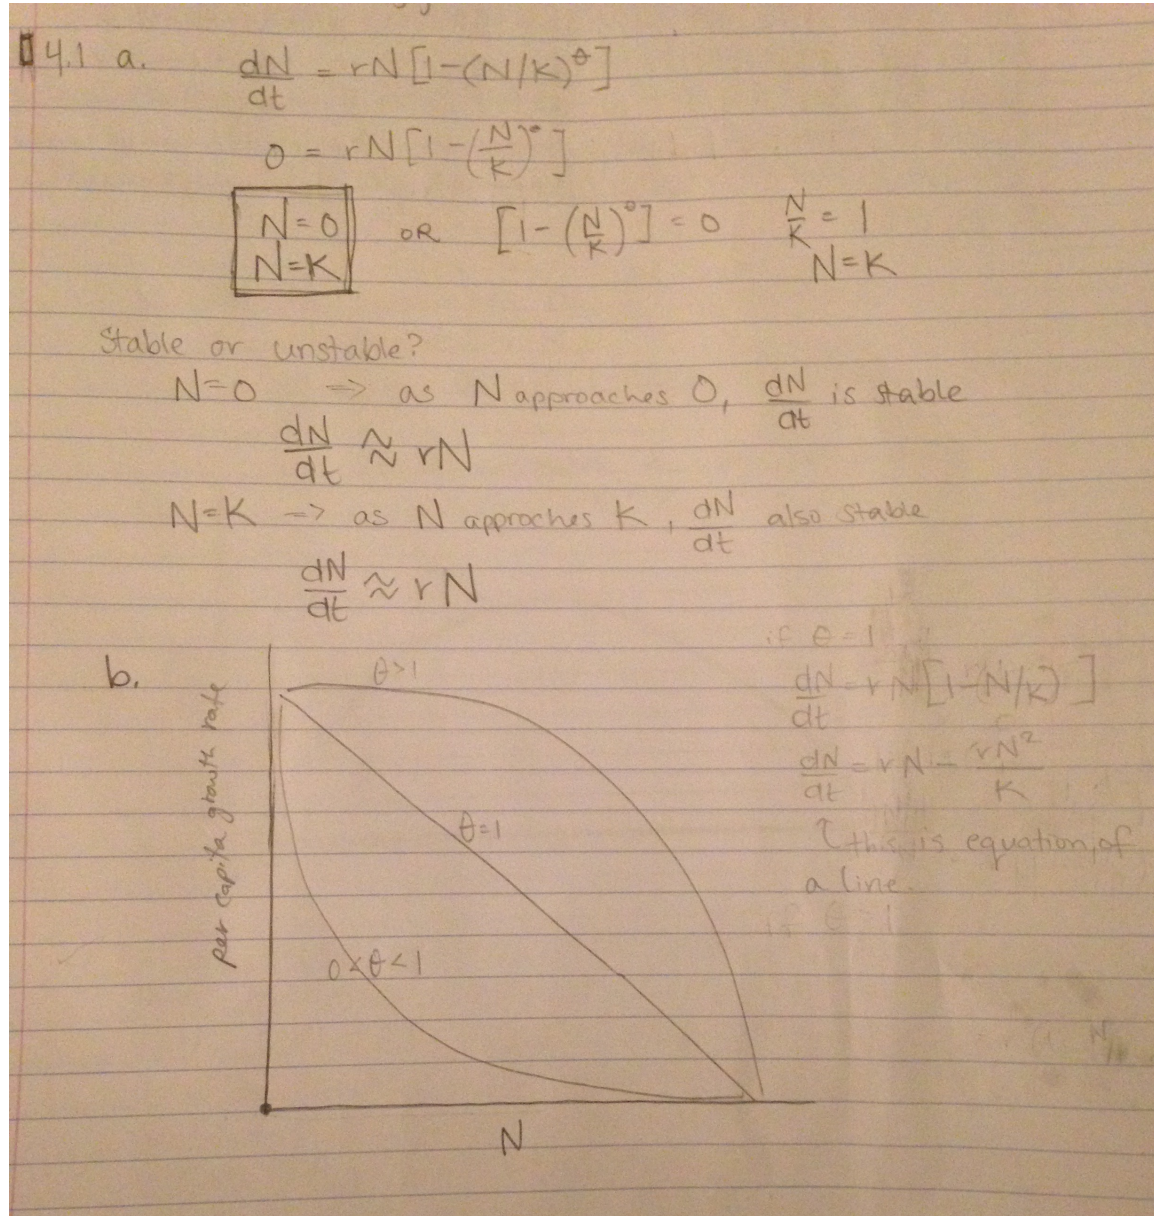 4.1 a. dN/dt = rN[1-(N/K)^θ]
0 = rN[1-(N/K)^θ]
N=0 OR [1-(N/K)^θ] = 0 N/K = 1
N=K N=K
Stable or unstable?
N=0 => as N approaches 0, dN/dt is stable
dN/dt ≈ rN
N=K -> as N approches K, dN/dt also stable
dN/dt ≈ rN
b.
per capita growth rate
θ>1
θ=1
0<θ<1
N
if θ=1
dN/dt = rN[1-(N/K)]
dN/dt = rN - rN²/K
↑ this is equation of
a line.
if θ=1